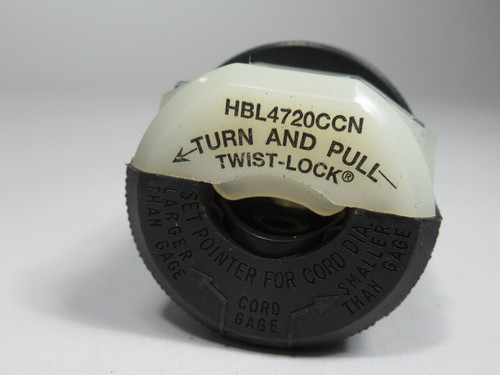 HBL4720CCN
TURN AND PULL
TWIST-LOCK®
SET POINTER FOR CORD DIA.
LARGER
THAN GAGE
SMALLER
THAN GAGE
CORD
GAGE